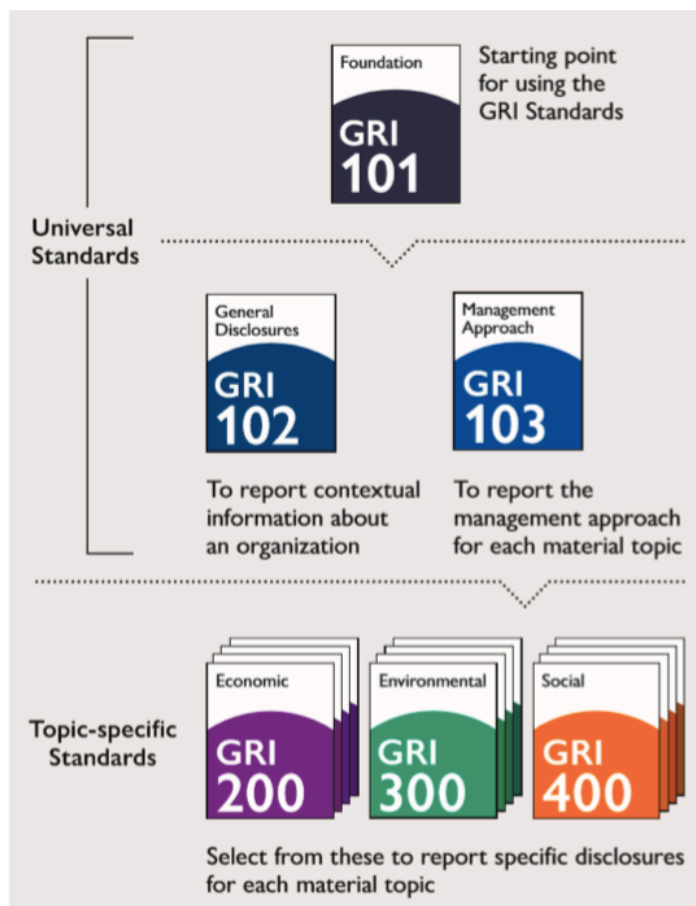 Foundation
GRI
101
Starting point
for using the
GRI Standards
Universal
Standards
General
Disclosures
GRI
102
To report contextual
information about
an organization
Management
Approach
GRI
103
To report the
management approach
for each material topic
Topic-specific
Standards
Economic
GRI
200
Environmental
GRI
300
Social
GRI
400
Select from these to report specific disclosures
for each material topic